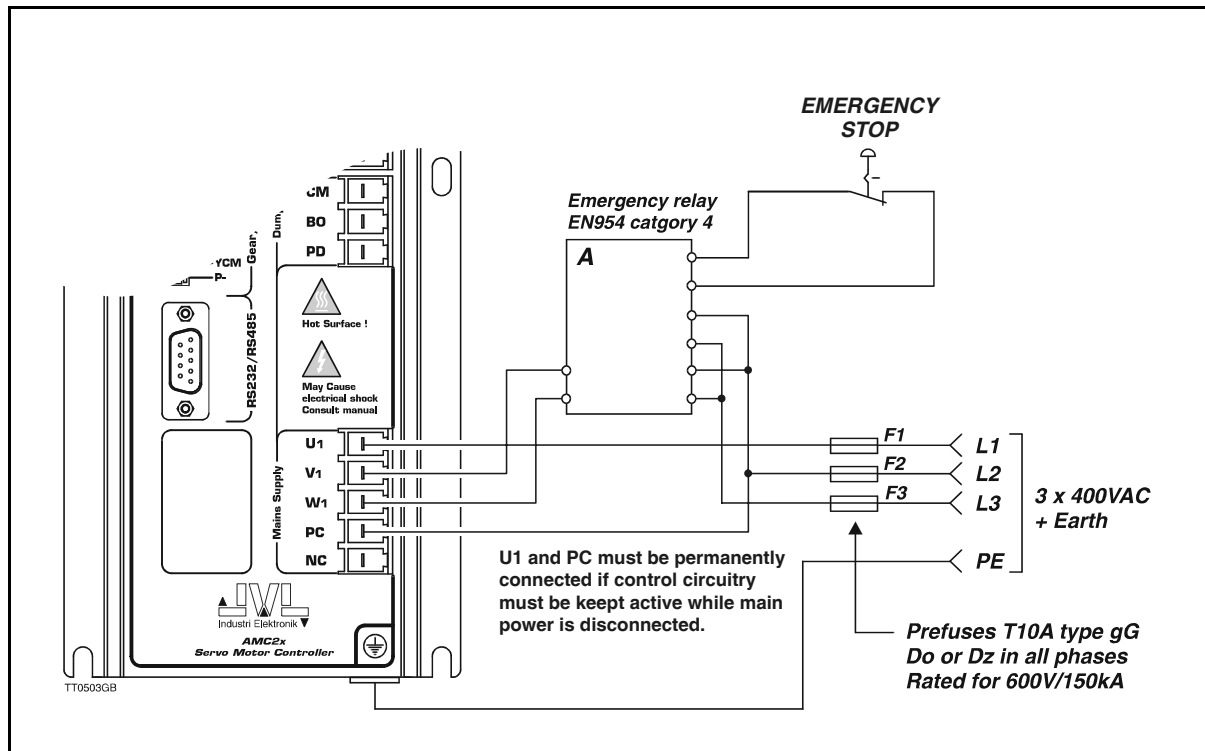 EMERGENCY
STOP
Emergency relay
EN954 catgory 4
A
CM
BO
PD
YCM
P-
Gear,
Dum
RS232/RS485
Hot Surface !
May Cause
electrical shock
Consult manual
Mains Supply
U1
V1
W1
PC
NC
F1
F2
F3
L1
L2
L3
PE
3 x 400VAC
+ Earth
U1 and PC must be permanently
connected if control circuitry
must be keept active while main
power is disconnected.
Prefuses T10A type gG
Do or Dz in all phases
Rated for 600V/150kA
JVL
Industri Elektronik
AMC2x
Servo Motor Controller
TT0503GB